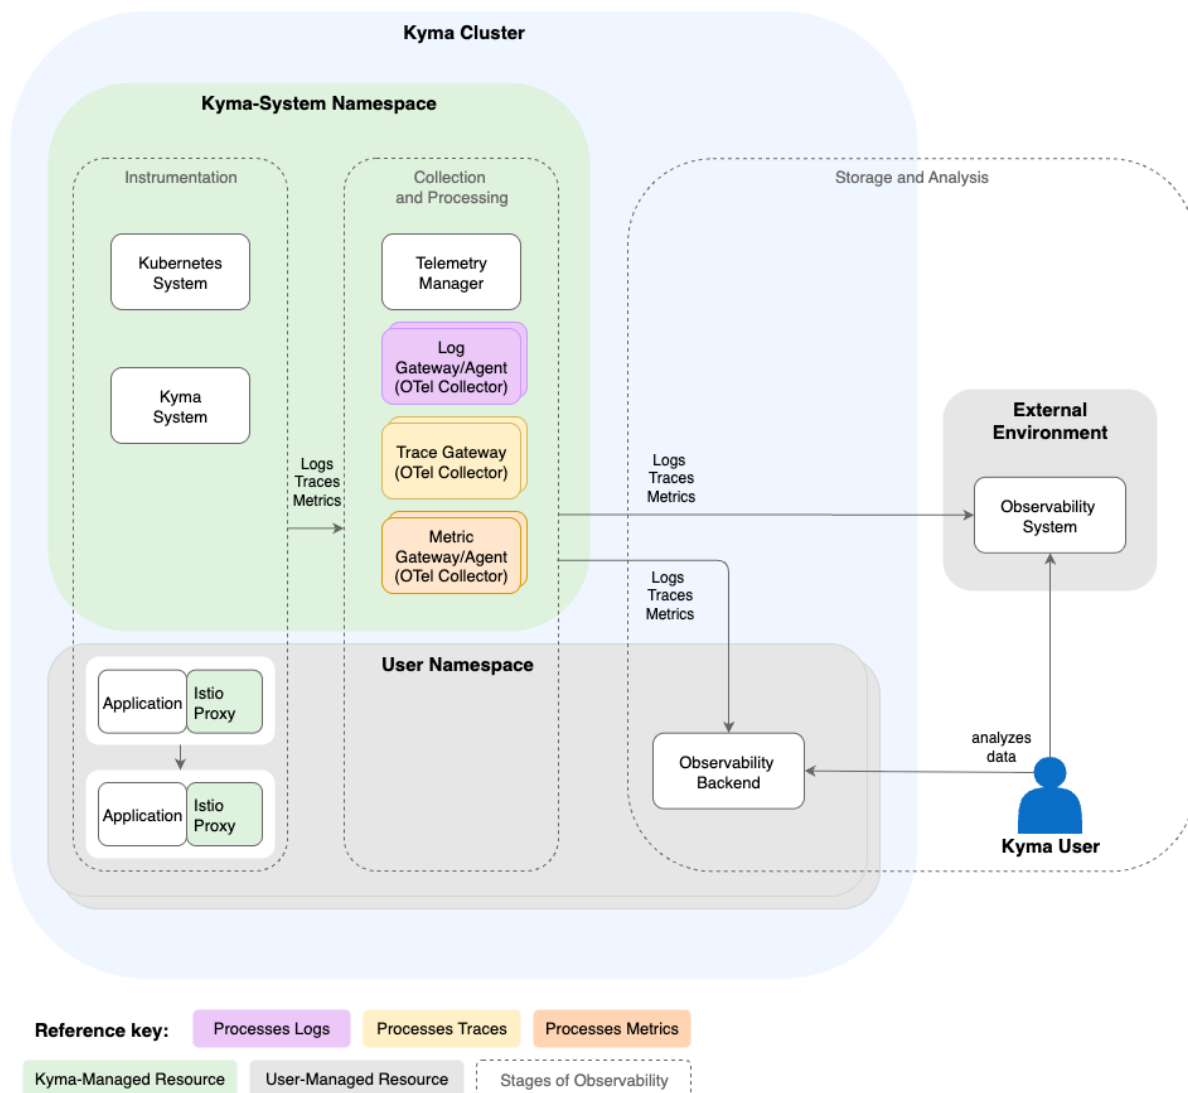 Kyma Cluster
Kyma-System Namespace
Instrumentation
Collection
and Processing
Storage and Analysis
Kubernetes
System
Telemetry
Manager
Log
Gateway/Agent
(OTel Collector)
Kyma
System
Trace Gateway
(OTel Collector)
Logs
Traces
Metrics
Metric
Gateway/Agent
(OTel Collector)
Logs
Traces
Metrics
Logs
Traces
Metrics
External
Environment
Observability
System
User Namespace
Application
Istio
Proxy
Application
Istio
Proxy
Observability
Backend
analyzes
data
Kyma User
Reference key:
Processes Logs
Processes Traces
Processes Metrics
Kyma-Managed Resource
User-Managed Resource
Stages of Observability